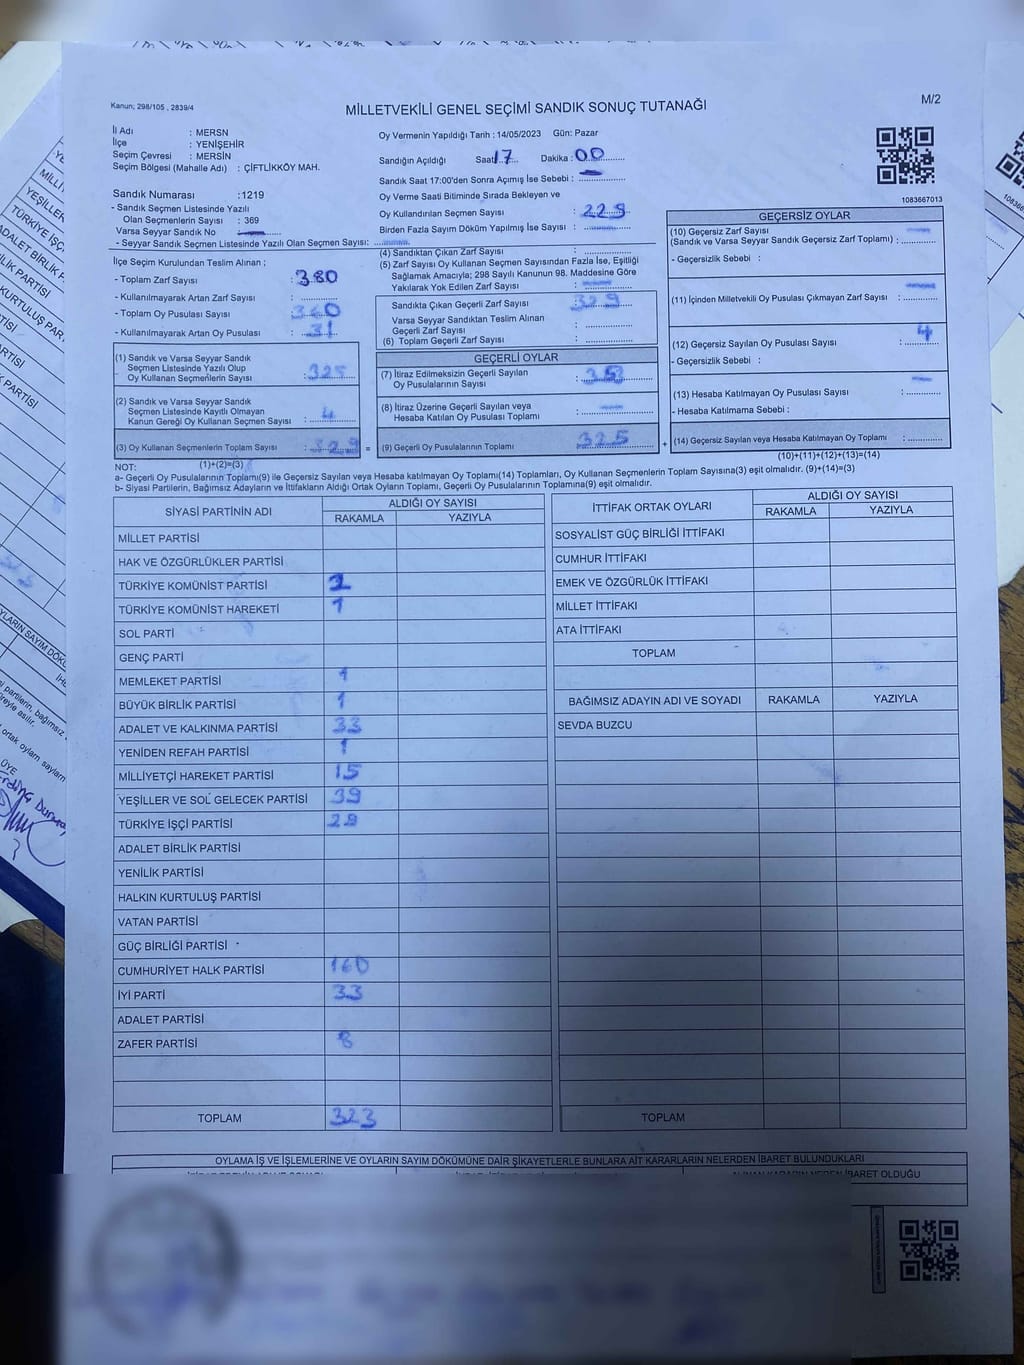 Kanun; 298/105 , 2839/4
MİLLETVEKİLİ GENEL SEÇİMİ SANDIK SONUÇ TUTANAĞI
M/2
İl Adı : MERSN
İlçe : YENİŞEHİR
Seçim Çevresi : MERSİN
Seçim Bölgesi (Mahalle Adı) : ÇİFTLİKKÖY MAH.
Sandık Numarası :1219
- Sandık Seçmen Listesinde Yazılı
Olan Seçmenlerin Sayısı : 369
Varsa Seyyar Sandık No
- Seyyar Sandık Seçmen Listesinde Yazılı Olan Seçmen Sayısı:
Oy Vermenin Yapıldığı Tarih : 14/05/2023 Gün: Pazar
Sandığın Açıldığı Saat 17 Dakika : 00
Sandık Saat 17:00'den Sonra Açımış İse Sebebi :
Oy Verme Saati Bitiminde Sırada Bekleyen ve
Oy Kullandırılan Seçmen Sayısı :
Birden Fazla Sayım Döküm Yapılmış İse Sayısı :
1083667013
İlçe Seçim Kurulundan Teslim Alınan ;
- Toplam Zarf Sayısı : 380
- Kullanılmayarak Artan Zarf Sayısı :
- Toplam Oy Pusulası Sayısı : 360
- Kullanılmayarak Artan Oy Pusulası : 31
(1) Sandık ve Varsa Seyyar Sandık
Seçmen Listesinde Yazılı Olup
Oy Kullanan Seçmenlerin Sayısı : 325
(2) Sandık ve Varsa Seyyar Sandık
Seçmen Listesinde Kayıtlı Olmayan
Kanun Gereği Oy Kullanan Seçmen Sayısı : 4
(3) Oy Kullanan Seçmenlerin Toplam Sayısı : 329 =
(4) Sandıktan Çıkan Zarf Sayısı
(5) Zarf Sayısı Oy Kullanan Seçmen Sayısından Fazla İse, Eşitliği
Sağlamak Amacıyla; 298 Sayılı Kanunun 98. Maddesine Göre
Yakılarak Yok Edilen Zarf Sayısı :
Sandıkta Çıkan Geçerli Zarf Sayısı : 329
Varsa Seyyar Sandıktan Teslim Alınan
Geçerli Zarf Sayısı :
(6) Toplam Geçerli Zarf Sayısı :
GEÇERLİ OYLAR
(7) İtiraz Edilmeksizin Geçerli Sayılan
Oy Pusulalarının Sayısı :
(8) İtiraz Üzerine Geçerli Sayılan veya
Hesaba Katılan Oy Pusulası Toplamı :
(9) Geçerli Oy Pusulalarının Toplamı : 325 +
GEÇERSİZ OYLAR
(10) Geçersiz Zarf Sayısı
(Sandık ve Varsa Seyyar Sandık Geçersiz Zarf Toplamı) :
- Geçersizlik Sebebi :
(11) İçinden Milletvekili Oy Pusulası Çıkmayan Zarf Sayısı :
(12) Geçersiz Sayılan Oy Pusulası Sayısı : 4
- Geçersizlik Sebebi :
(13) Hesaba Katılmayan Oy Pusulası Sayısı :
- Hesaba Katılmama Sebebi :
(14) Geçersiz Sayılan veya Hesaba Katılmayan Oy Pusulası Toplamı :
(10)+(11)+(12)+(13)=(14)
NOT: (1)+(2)=(3)
a- Geçerli Oy Pusulalarının Toplamı(9) ile Geçersiz Sayılan veya Hesaba katılmayan Oy Toplamı(14) Toplamları, Oy Kullanan Seçmenlerin Toplam Sayısına(3) eşit olmalıdır. (9)+(14)=(3)
b- Siyasi Partilerin, Bağımsız Adayların ve İttifakların Aldığı Ortak Oyların Toplamı, Geçerli Oy Pusulalarının Toplamına(9) eşit olmalıdır.
SİYASİ PARTİNİN ADI ALDIĞI OY SAYISI
RAKAMLA YAZIYLA
MİLLET PARTİSİ
HAK VE ÖZGÜRLÜKLER PARTİSİ
TÜRKİYE KOMÜNİST PARTİSİ
TÜRKİYE KOMÜNİST HAREKETİ 1
SOL PARTİ
GENÇ PARTİ
MEMLEKET PARTİSİ 1
BÜYÜK BİRLİK PARTİSİ 1
ADALET VE KALKINMA PARTİSİ 33
YENİDEN REFAH PARTİSİ 1
MİLLİYETÇİ HAREKET PARTİSİ 15
YEŞİLLER VE SOL GELECEK PARTİSİ 39
TÜRKİYE İŞÇİ PARTİSİ 29
ADALET BİRLİK PARTİSİ
YENİLİK PARTİSİ
HALKIN KURTULUŞ PARTİSİ
VATAN PARTİSİ
GÜÇ BİRLİĞİ PARTİSİ
CUMHURİYET HALK PARTİSİ 160
İYİ PARTİ 33
ADALET PARTİSİ
ZAFER PARTİSİ 8
TOPLAM 323
İTTİFAK ORTAK OYLARI ALDIĞI OY SAYISI
RAKAMLA YAZIYLA
SOSYALİST GÜÇ BİRLİĞİ İTTİFAKI
CUMHUR İTTİFAKI
EMEK VE ÖZGÜRLÜK İTTİFAKI
MİLLET İTTİFAKI
ATA İTTİFAKI
TOPLAM
BAĞIMSIZ ADAYIN ADI VE SOYADI RAKAMLA YAZIYLA
SEVDA BUZCU
TOPLAM
OYLAMA İŞ VE İŞLEMLERİNE VE OYLARIN SAYIM DÖKÜMÜNE DAİR ŞİKAYETLERLE BUNLARA AİT KARARLARIN NELERDEN İBARET BULUNDUKLARI